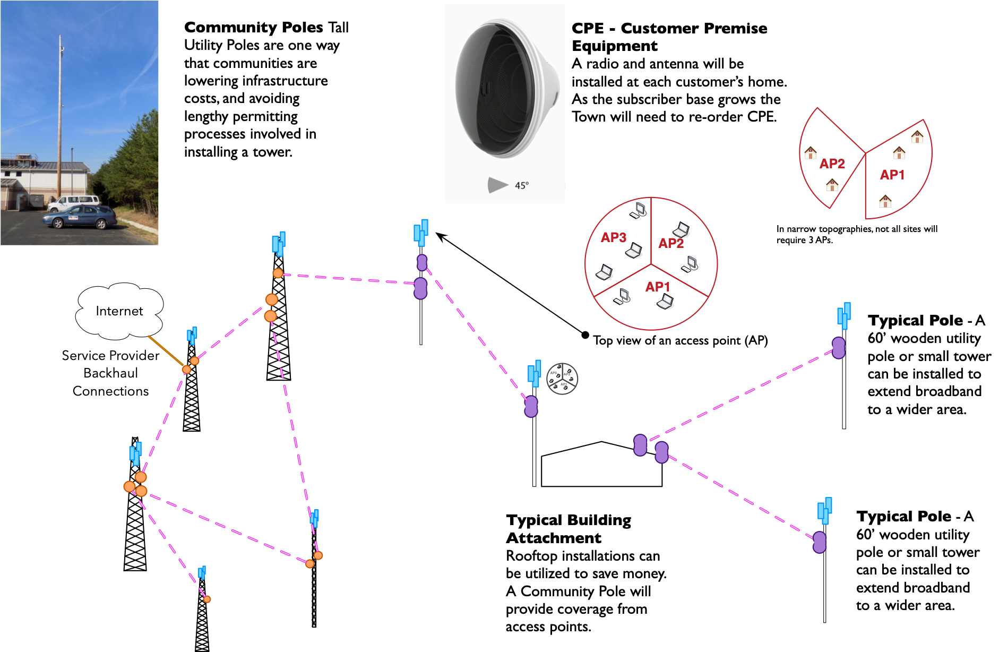 Community Poles Tall
Utility Poles are one way
that communities are
lowering infrastructure
costs, and avoiding
lengthy permitting
processes involved in
installing a tower.
45°
CPE - Customer Premise
Equipment
A radio and antenna will be
installed at each customer's home.
As the subscriber base grows the
Town will need to re-order CPE.
AP2
AP1
In narrow topographies, not all sites will
require 3 APs.
AP3
AP2
AP1
Top view of an access point (AP)
Internet
Service Provider
Backhaul
Connections
AP3
AP2
AP1
Typical Pole - A
60' wooden utility
pole or small tower
can be installed to
extend broadband
to a wider area.
Typical Building
Attachment
Rooftop installations can
be utilized to save money.
A Community Pole will
provide coverage from
access points.
Typical Pole - A
60' wooden utility
pole or small tower
can be installed to
extend broadband
to a wider area.